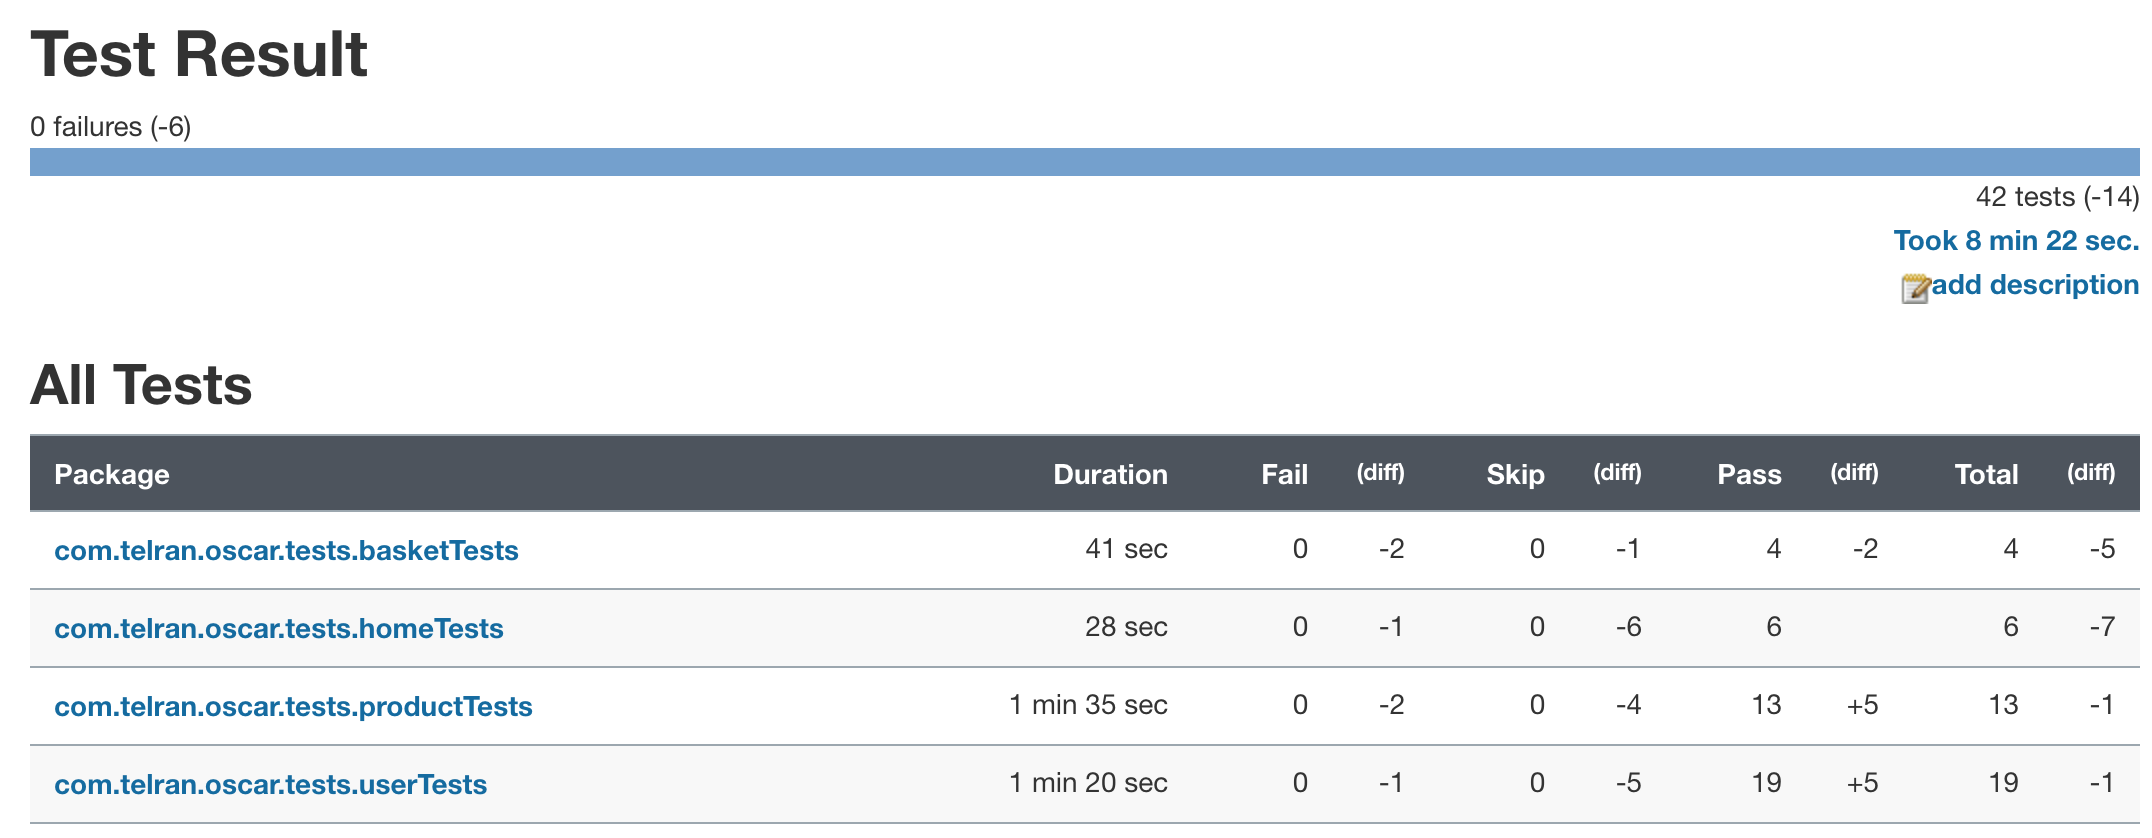 Test Result
0 failures (-6)
42 tests (-14)
Took 8 min 22 sec.
add description
All Tests
Package Duration Fail (diff) Skip (diff) Pass (diff) Total (diff)
com.telran.oscar.tests.basketTests 41 sec 0 -2 0 -1 4 -2 4 -5
com.telran.oscar.tests.homeTests 28 sec 0 -1 0 -6 6 6 -7
com.telran.oscar.tests.productTests 1 min 35 sec 0 -2 0 -4 13 +5 13 -1
com.telran.oscar.tests.userTests 1 min 20 sec 0 -1 0 -5 19 +5 19 -1